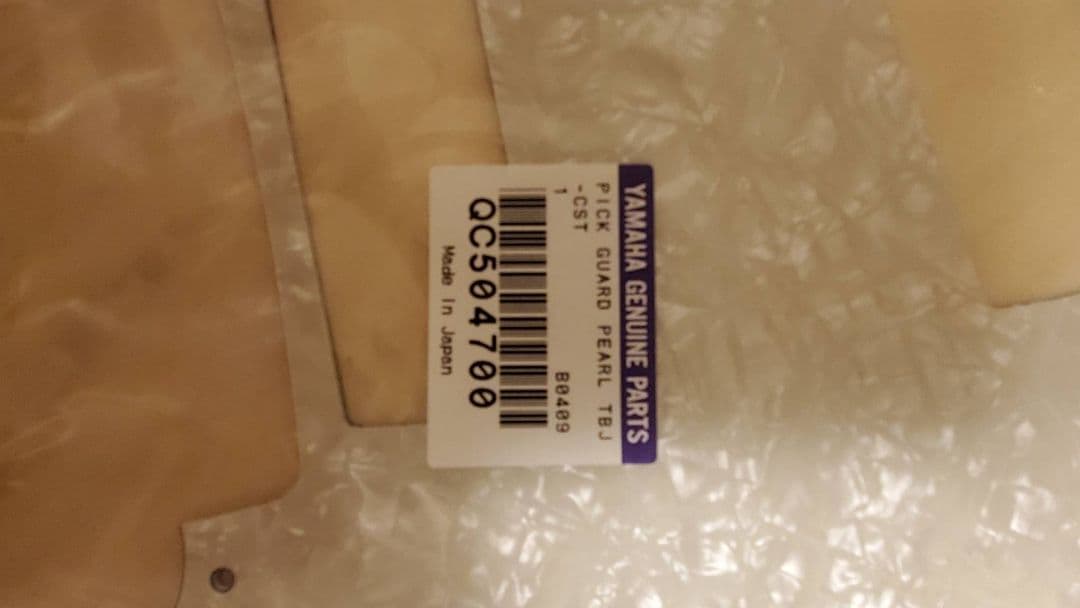 YAMAHA GENUINE PARTS
PICK GUARD PEARL TBJ
-CST
1 B0409
QC504700
Made In Japan